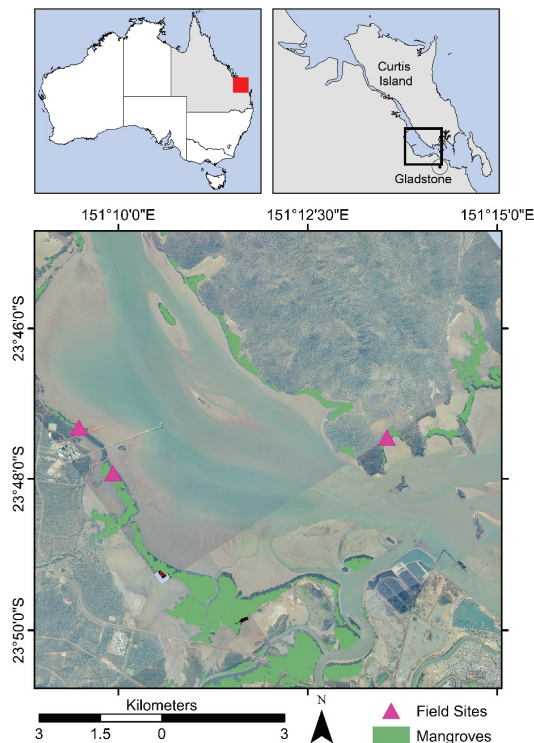 Curtis
Island
Gladstone
151°10'0"E 151°12'30"E 151°15'0"E
23°46'0"S
23°48'0"S
23°50'0"S
Kilometers
3 1.5 0 3
N
Field Sites
Mangroves